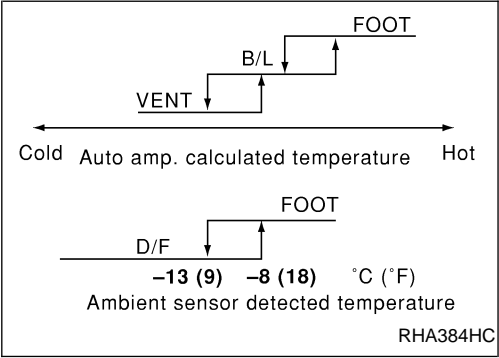 FOOT
B/L
VENT
Cold Auto amp. calculated temperature Hot
FOOT
D/F
–13 (9) –8 (18) ˚C (˚F)
Ambient sensor detected temperature
RHA384HC